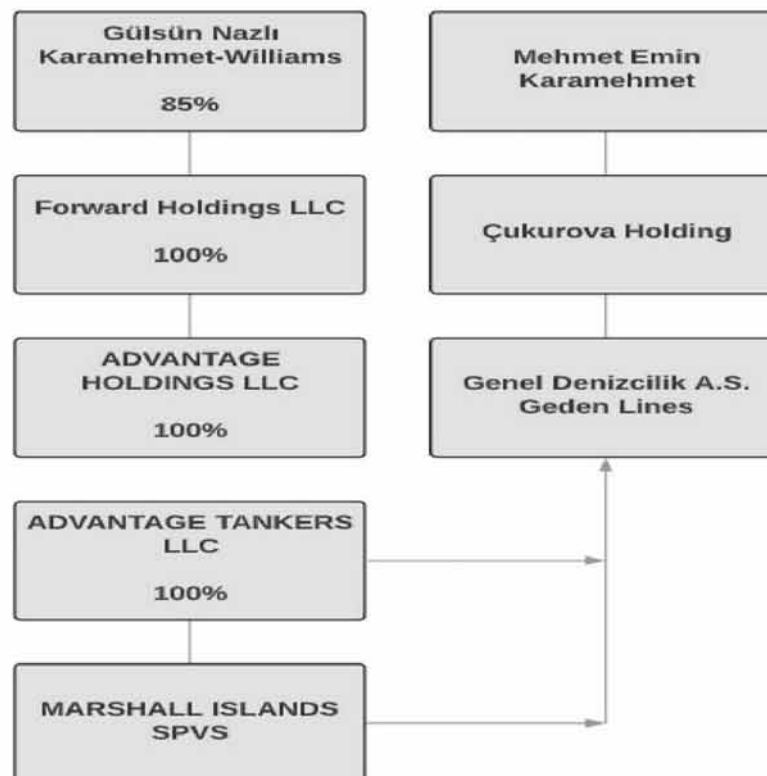 Gülsün Nazlı
Karamehmet-Williams
85%
Mehmet Emin
Karamehmet
Forward Holdings LLC
100%
Çukurova Holding
ADVANTAGE
HOLDINGS LLC
100%
Genel Denizcilik A.S.
Geden Lines
ADVANTAGE TANKERS
LLC
100%
MARSHALL ISLANDS
SPVS